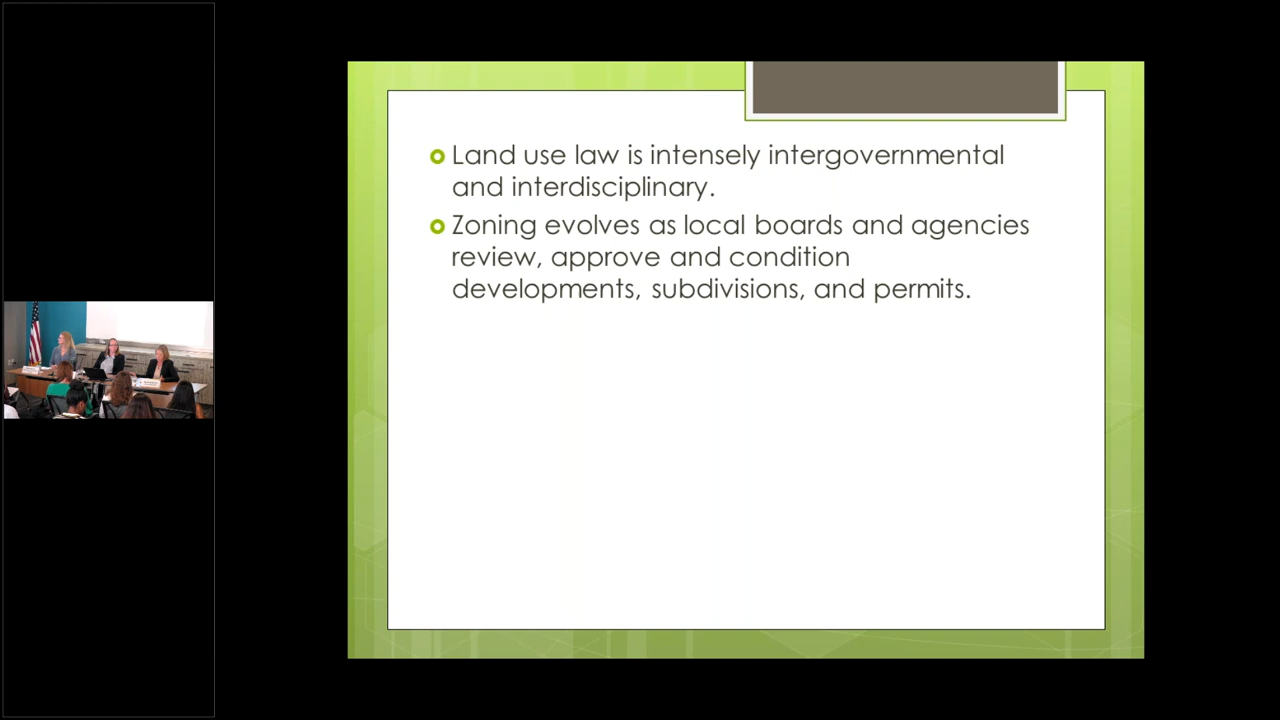 Land use law is intensely intergovernmental
and interdisciplinary.
Zoning evolves as local boards and agencies
review, approve and condition
developments, subdivisions, and permits.